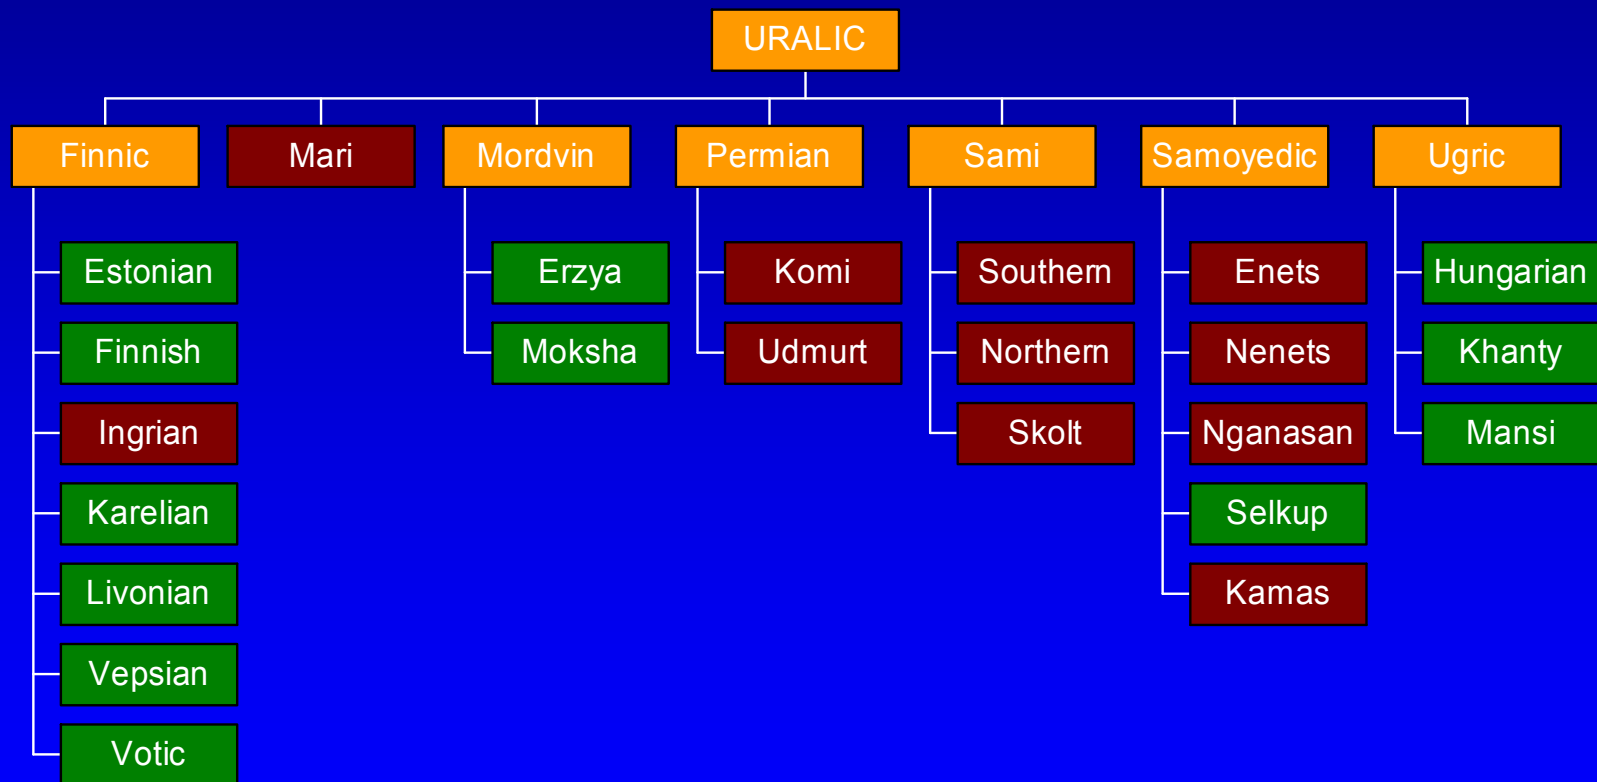 URALIC
Finnic
Mari
Mordvin
Permian
Sami
Samoyedic
Ugric
Estonian
Finnish
Ingrian
Karelian
Livonian
Vepsian
Votic
Erzya
Moksha
Komi
Udmurt
Southern
Northern
Skolt
Enets
Nenets
Nganasan
Selkup
Kamas
Hungarian
Khanty
Mansi